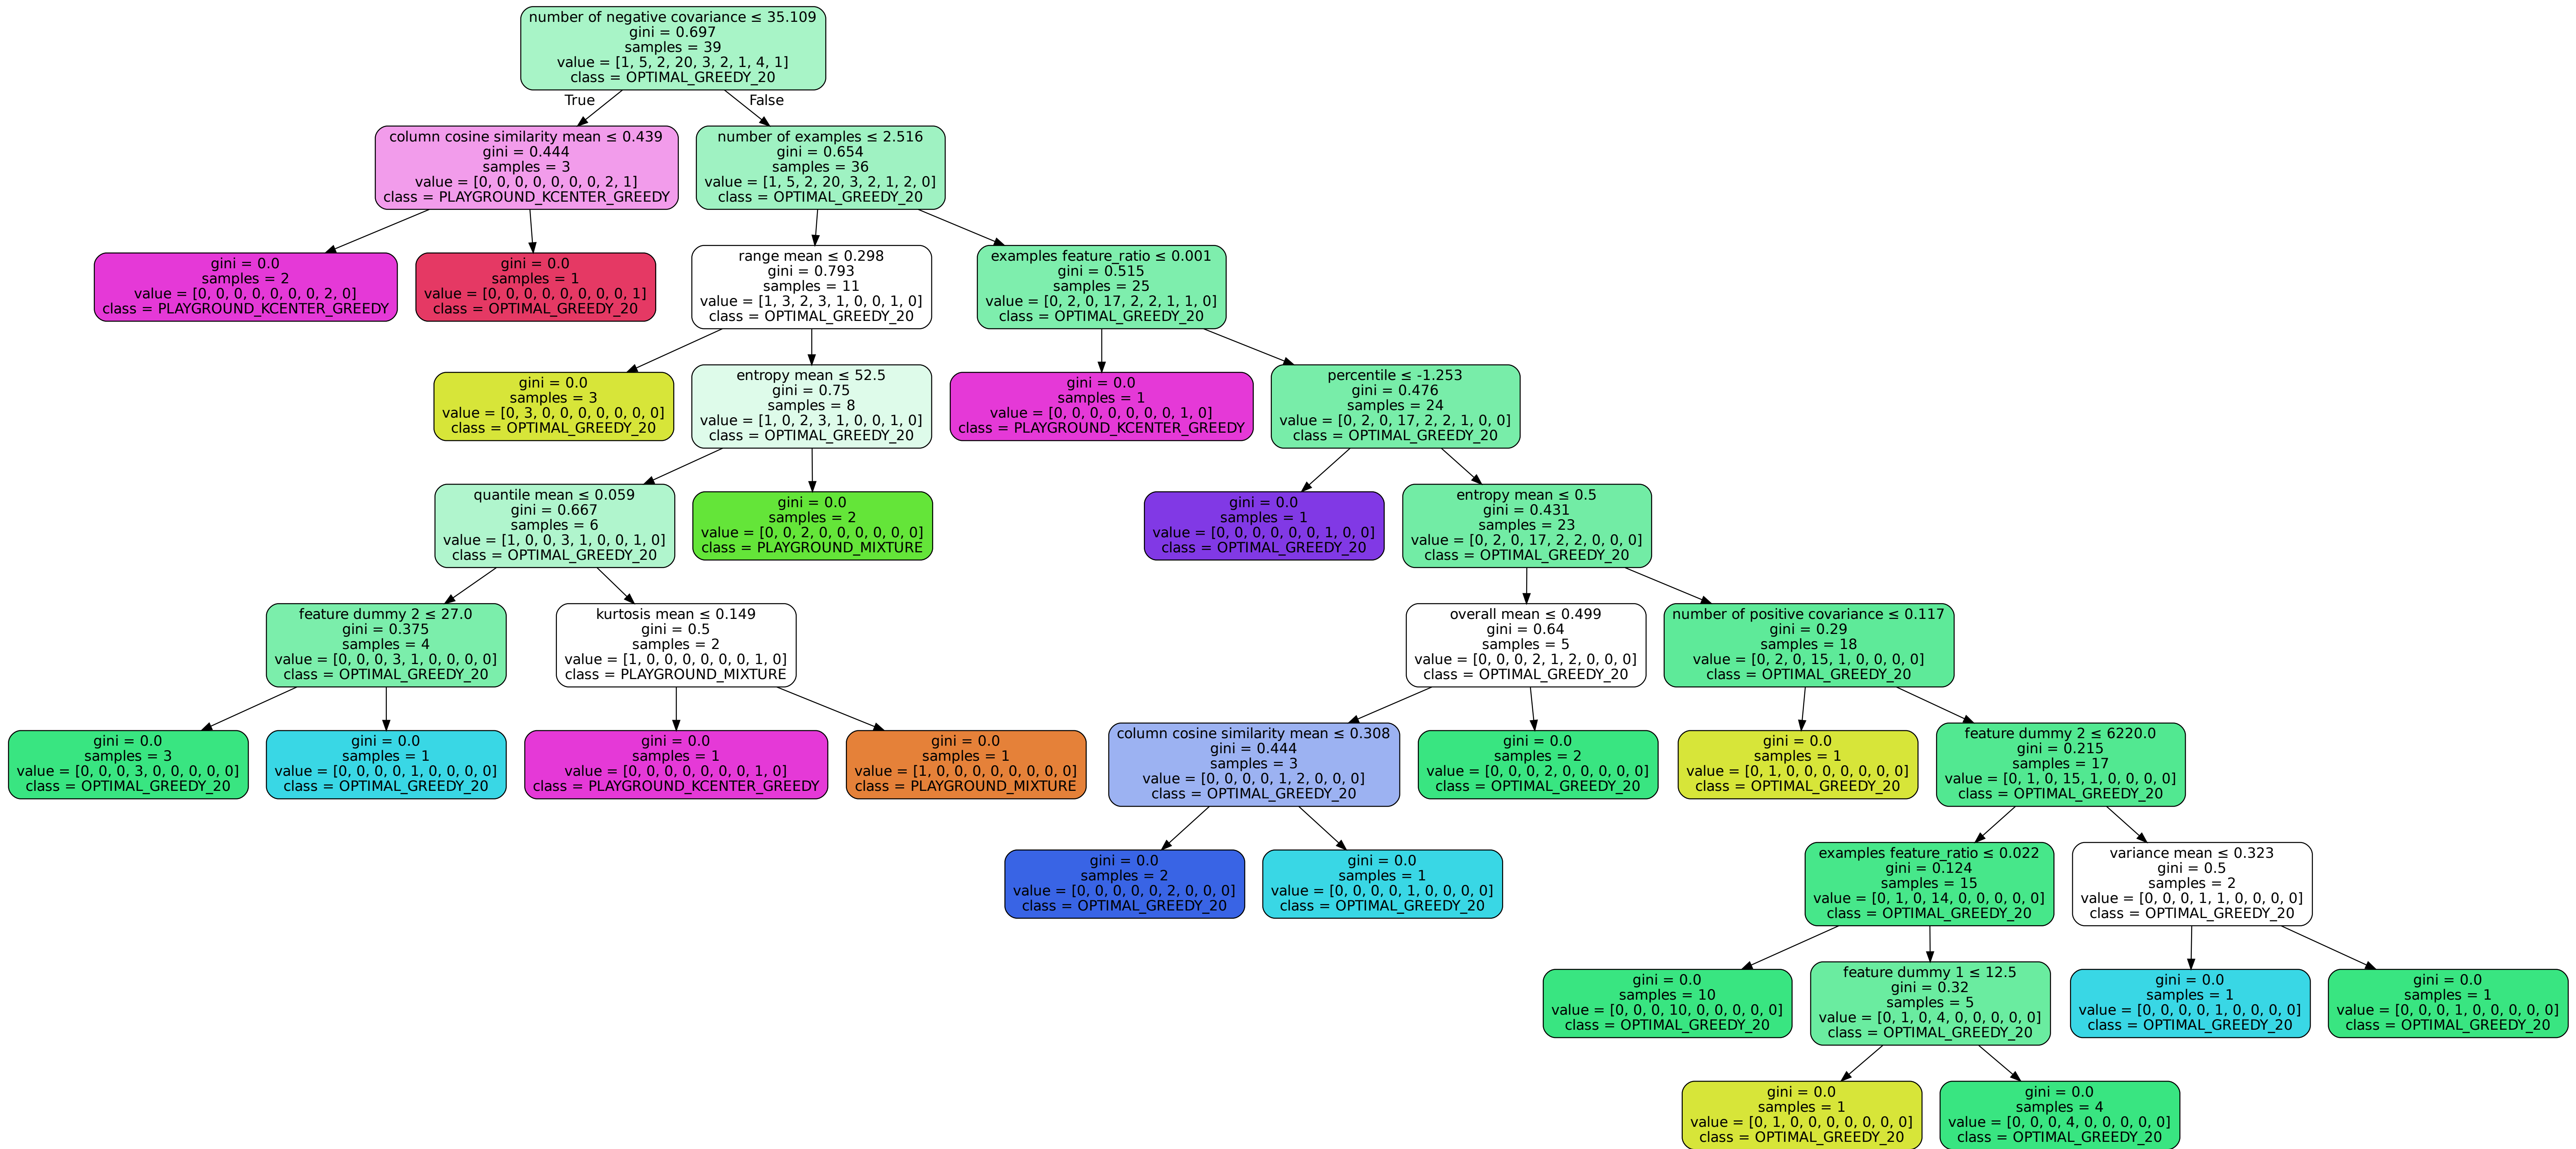 number of negative covariance ≤ 35.109
gini = 0.697
samples = 39
value = [1, 5, 2, 20, 3, 2, 1, 4, 1]
class = OPTIMAL_GREEDY_20
True
False
column cosine similarity mean ≤ 0.439
gini = 0.444
samples = 3
value = [0, 0, 0, 0, 0, 0, 0, 2, 1]
class = PLAYGROUND_KCENTER_GREEDY
number of examples ≤ 2.516
gini = 0.654
samples = 36
value = [1, 5, 2, 20, 3, 2, 1, 2, 0]
class = OPTIMAL_GREEDY_20
gini = 0.0
samples = 2
value = [0, 0, 0, 0, 0, 0, 0, 2, 0]
class = PLAYGROUND_KCENTER_GREEDY
gini = 0.0
samples = 1
value = [0, 0, 0, 0, 0, 0, 0, 0, 1]
class = OPTIMAL_GREEDY_20
range mean ≤ 0.298
gini = 0.793
samples = 11
value = [1, 3, 2, 3, 1, 0, 0, 1, 0]
class = OPTIMAL_GREEDY_20
examples feature_ratio ≤ 0.001
gini = 0.515
samples = 25
value = [0, 2, 0, 17, 2, 2, 1, 1, 0]
class = OPTIMAL_GREEDY_20
gini = 0.0
samples = 3
value = [0, 3, 0, 0, 0, 0, 0, 0, 0]
class = OPTIMAL_GREEDY_20
entropy mean ≤ 52.5
gini = 0.75
samples = 8
value = [1, 0, 2, 3, 1, 0, 0, 1, 0]
class = OPTIMAL_GREEDY_20
gini = 0.0
samples = 1
value = [0, 0, 0, 0, 0, 0, 0, 1, 0]
class = PLAYGROUND_KCENTER_GREEDY
percentile ≤ -1.253
gini = 0.476
samples = 24
value = [0, 2, 0, 17, 2, 2, 1, 0, 0]
class = OPTIMAL_GREEDY_20
quantile mean ≤ 0.059
gini = 0.667
samples = 6
value = [1, 0, 0, 3, 1, 0, 0, 1, 0]
class = OPTIMAL_GREEDY_20
gini = 0.0
samples = 2
value = [0, 0, 2, 0, 0, 0, 0, 0, 0]
class = PLAYGROUND_MIXTURE
gini = 0.0
samples = 1
value = [0, 0, 0, 0, 0, 0, 1, 0, 0]
class = OPTIMAL_GREEDY_20
entropy mean ≤ 0.5
gini = 0.431
samples = 23
value = [0, 2, 0, 17, 2, 2, 0, 0, 0]
class = OPTIMAL_GREEDY_20
feature dummy 2 ≤ 27.0
gini = 0.375
samples = 4
value = [0, 0, 0, 3, 1, 0, 0, 0, 0]
class = OPTIMAL_GREEDY_20
kurtosis mean ≤ 0.149
gini = 0.5
samples = 2
value = [1, 0, 0, 0, 0, 0, 0, 1, 0]
class = PLAYGROUND_MIXTURE
overall mean ≤ 0.499
gini = 0.64
samples = 5
value = [0, 0, 0, 2, 1, 2, 0, 0, 0]
class = OPTIMAL_GREEDY_20
number of positive covariance ≤ 0.117
gini = 0.29
samples = 18
value = [0, 2, 0, 15, 1, 0, 0, 0, 0]
class = OPTIMAL_GREEDY_20
gini = 0.0
samples = 3
value = [0, 0, 0, 3, 0, 0, 0, 0, 0]
class = OPTIMAL_GREEDY_20
gini = 0.0
samples = 1
value = [0, 0, 0, 0, 1, 0, 0, 0, 0]
class = OPTIMAL_GREEDY_20
gini = 0.0
samples = 1
value = [0, 0, 0, 0, 0, 0, 0, 1, 0]
class = PLAYGROUND_KCENTER_GREEDY
gini = 0.0
samples = 1
value = [1, 0, 0, 0, 0, 0, 0, 0, 0]
class = PLAYGROUND_MIXTURE
column cosine similarity mean ≤ 0.308
gini = 0.444
samples = 3
value = [0, 0, 0, 0, 1, 2, 0, 0, 0]
class = OPTIMAL_GREEDY_20
gini = 0.0
samples = 2
value = [0, 0, 0, 2, 0, 0, 0, 0, 0]
class = OPTIMAL_GREEDY_20
gini = 0.0
samples = 1
value = [0, 1, 0, 0, 0, 0, 0, 0, 0]
class = OPTIMAL_GREEDY_20
feature dummy 2 ≤ 6220.0
gini = 0.215
samples = 17
value = [0, 1, 0, 15, 1, 0, 0, 0, 0]
class = OPTIMAL_GREEDY_20
gini = 0.0
samples = 2
value = [0, 0, 0, 0, 0, 2, 0, 0, 0]
class = OPTIMAL_GREEDY_20
gini = 0.0
samples = 1
value = [0, 0, 0, 0, 1, 0, 0, 0, 0]
class = OPTIMAL_GREEDY_20
examples feature_ratio ≤ 0.022
gini = 0.124
samples = 15
value = [0, 1, 0, 14, 0, 0, 0, 0, 0]
class = OPTIMAL_GREEDY_20
variance mean ≤ 0.323
gini = 0.5
samples = 2
value = [0, 0, 0, 1, 1, 0, 0, 0, 0]
class = OPTIMAL_GREEDY_20
gini = 0.0
samples = 10
value = [0, 0, 0, 10, 0, 0, 0, 0, 0]
class = OPTIMAL_GREEDY_20
feature dummy 1 ≤ 12.5
gini = 0.32
samples = 5
value = [0, 1, 0, 4, 0, 0, 0, 0, 0]
class = OPTIMAL_GREEDY_20
gini = 0.0
samples = 1
value = [0, 0, 0, 0, 1, 0, 0, 0, 0]
class = OPTIMAL_GREEDY_20
gini = 0.0
samples = 1
value = [0, 0, 0, 1, 0, 0, 0, 0, 0]
class = OPTIMAL_GREEDY_20
gini = 0.0
samples = 1
value = [0, 1, 0, 0, 0, 0, 0, 0, 0]
class = OPTIMAL_GREEDY_20
gini = 0.0
samples = 4
value = [0, 0, 0, 4, 0, 0, 0, 0, 0]
class = OPTIMAL_GREEDY_20